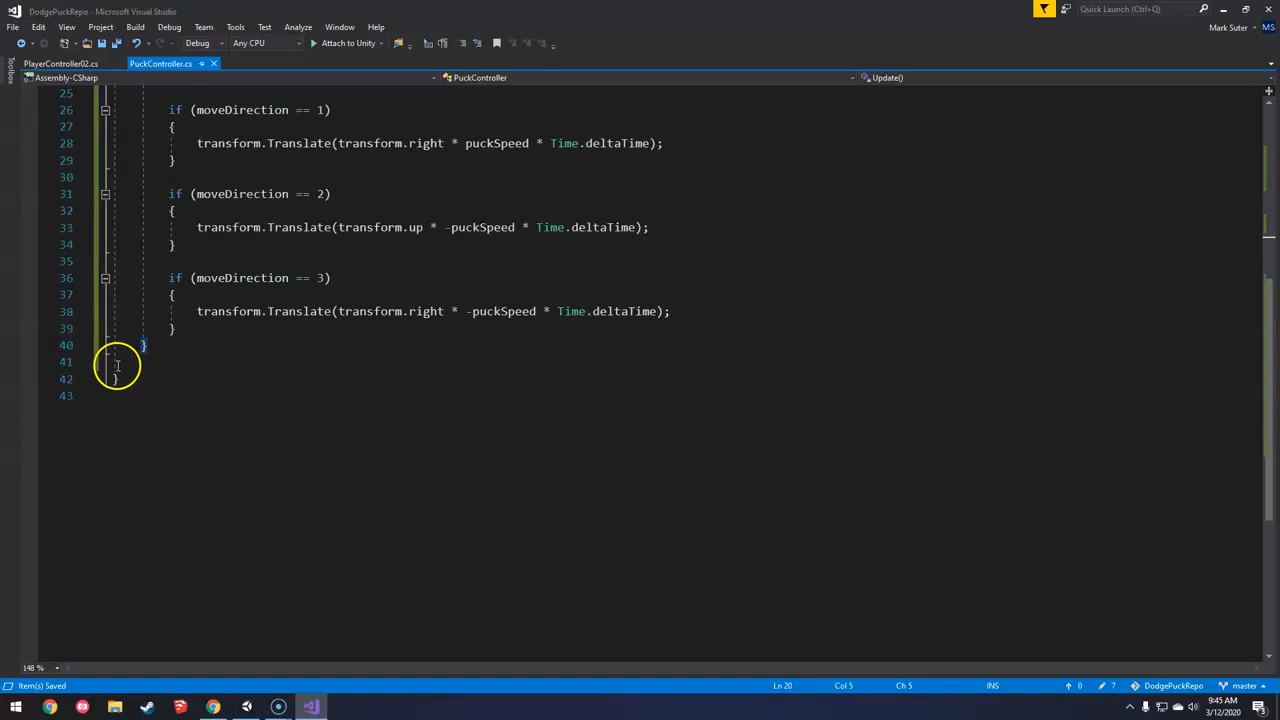 DodgePuckRepo - Microsoft Visual Studio
Quick Launch (Ctrl+Q)
File Edit View Project Build Debug Team Tools Test Analyze Window Help
Mark Suter MS
Debug Any CPU Attach to Unity
Toolbox
PlayerController02.cs PuckController.cs
Assembly-CSharp PuckController Update()
25
26 if (moveDirection == 1)
27 {
28 transform.Translate(transform.right * puckSpeed * Time.deltaTime);
29 }
30
31 if (moveDirection == 2)
32 {
33 transform.Translate(transform.up * -puckSpeed * Time.deltaTime);
34 }
35
36 if (moveDirection == 3)
37 {
38 transform.Translate(transform.right * -puckSpeed * Time.deltaTime);
39 }
40 }
41
42 }
43
148 %
Item(s) Saved Ln 20 Col 5 Ch 5 INS 0 7 DodgePuckRepo master
9:45 AM
3/12/2020
3